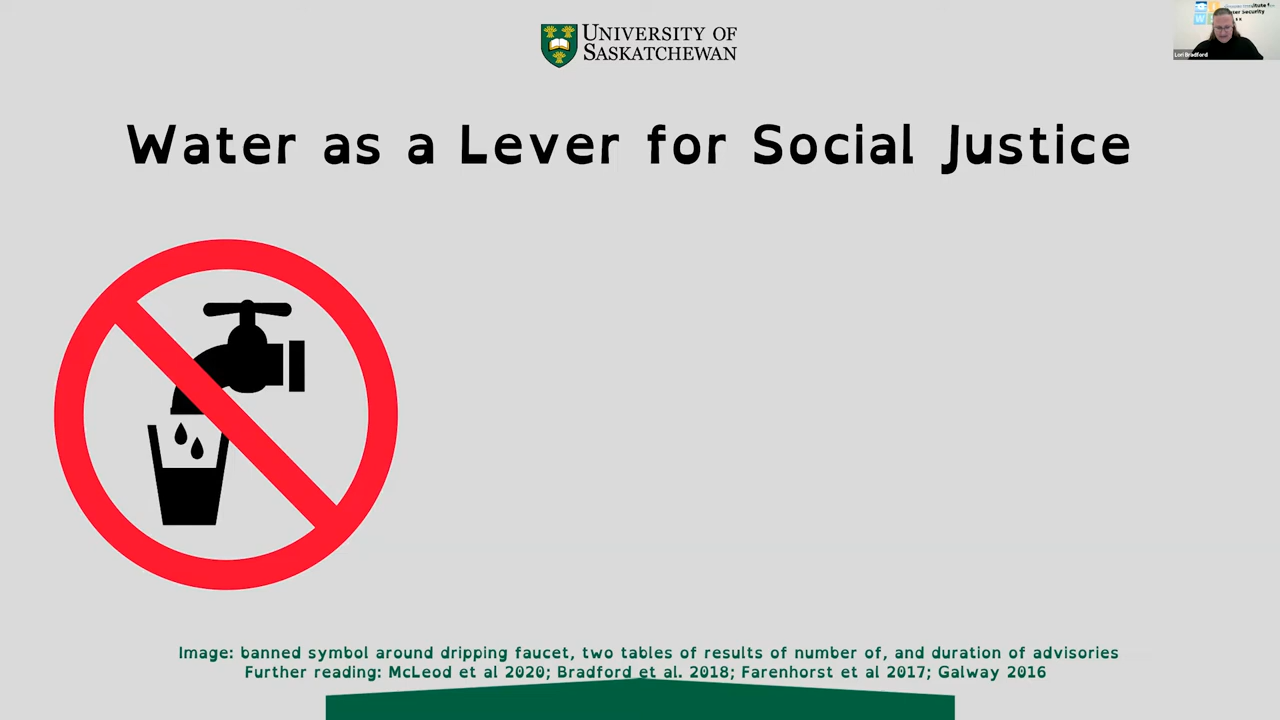 UNIVERSITY OF
SASKATCHEWAN
Lori Bradford
Water as a Lever for Social Justice
Image: banned symbol around dripping faucet, two tables of results of number of, and duration of advisories
Further reading: McLeod et al 2020; Bradford et al. 2018; Farenhorst et al 2017; Galway 2016